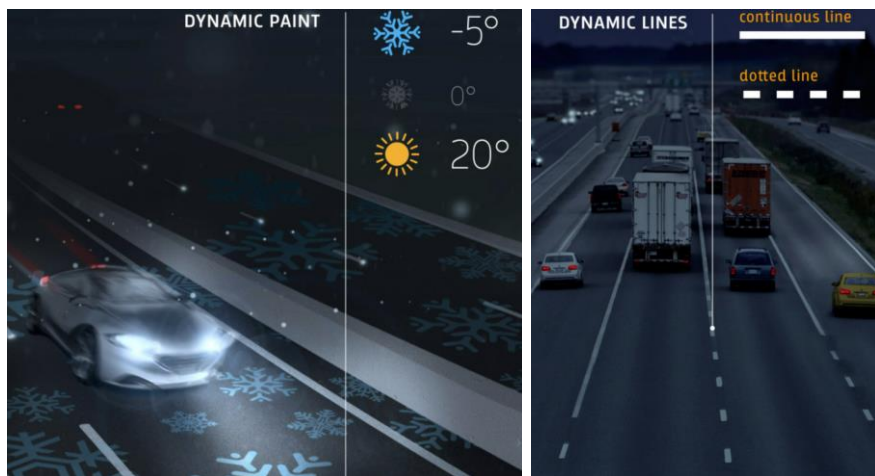 DYNAMIC PAINT
-5°
0°
20°
DYNAMIC LINES
continuous line
dotted line